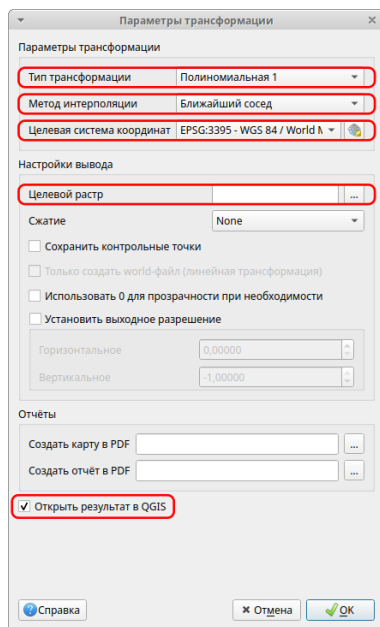 Параметры трансформации
Параметры трансформации
Тип трансформации Полиномиальная 1
Метод интерполяции Ближайший сосед
Целевая система координат EPSG:3395 - WGS 84 / World M
Настройки вывода
Целевой растр ...
Сжатие None
Сохранить контрольные точки
Только создать world-файл (линейная трансформация)
Использовать 0 для прозрачности при необходимости
Установить выходное разрешение
Горизонтальное 0,00000
Вертикальное -1,00000
Отчёты
Создать карту в PDF ...
Создать отчёт в PDF ...
Открыть результат в QGIS
Справка Отмена OK